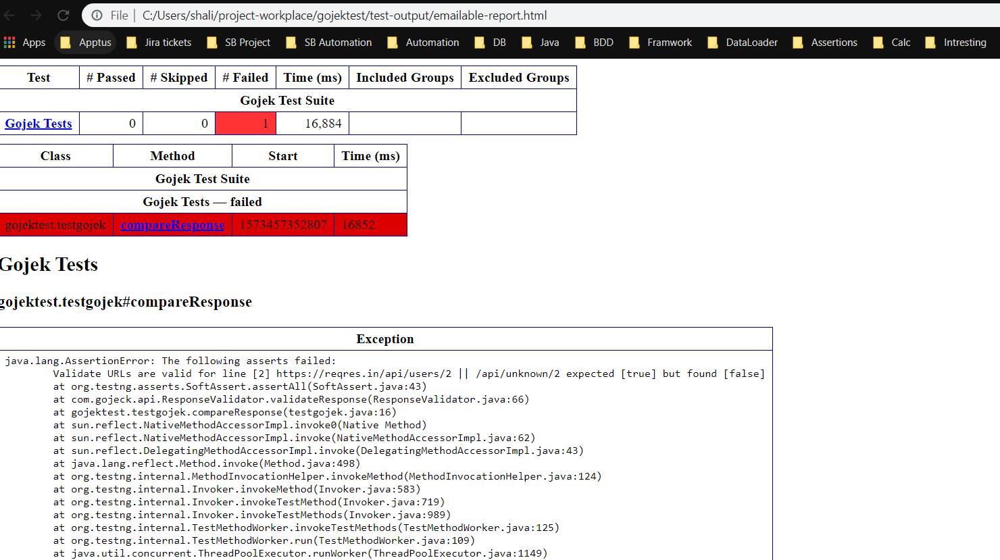 File | C:/Users/shali/project-workplace/gojektest/test-output/emailable-report.html
Apps Apptus Jira tickets SB Project SB Automation Automation DB Java BDD Framwork DataLoader Assertions Calc Intresting
Test # Passed # Skipped # Failed Time (ms) Included Groups Excluded Groups
Gojek Test Suite
Gojek Tests 0 0 1 16,884
Class Method Start Time (ms)
Gojek Test Suite
Gojek Tests — failed
gojektest.testgojek compareResponse 1573457352807 16852
Gojek Tests
gojektest.testgojek#compareResponse
Exception
java.lang.AssertionError: The following asserts failed:
Validate URLs are valid for line [2] https://reqres.in/api/users/2 || /api/unknown/2 expected [true] but found [false]
at org.testng.asserts.SoftAssert.assertAll(SoftAssert.java:43)
at com.gojeck.api.ResponseValidator.validateResponse(ResponseValidator.java:66)
at gojektest.testgojek.compareResponse(testgojek.java:16)
at sun.reflect.NativeMethodAccessorImpl.invoke0(Native Method)
at sun.reflect.NativeMethodAccessorImpl.invoke(NativeMethodAccessorImpl.java:62)
at sun.reflect.DelegatingMethodAccessorImpl.invoke(DelegatingMethodAccessorImpl.java:43)
at java.lang.reflect.Method.invoke(Method.java:498)
at org.testng.internal.MethodInvocationHelper.invokeMethod(MethodInvocationHelper.java:124)
at org.testng.internal.Invoker.invokeMethod(Invoker.java:583)
at org.testng.internal.Invoker.invokeTestMethod(Invoker.java:719)
at org.testng.internal.Invoker.invokeTestMethods(Invoker.java:989)
at org.testng.internal.TestMethodWorker.invokeTestMethods(TestMethodWorker.java:125)
at org.testng.internal.TestMethodWorker.run(TestMethodWorker.java:109)
at java.util.concurrent.ThreadPoolExecutor.runWorker(ThreadPoolExecutor.java:1149)